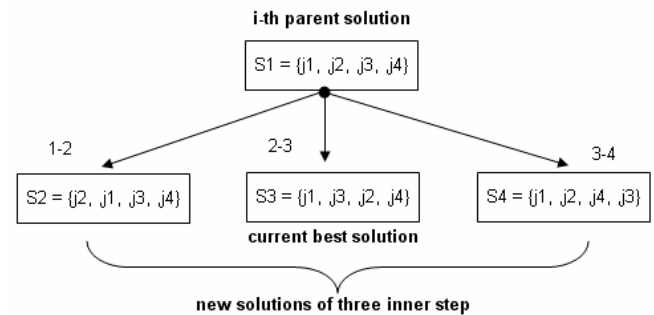 i-th parent solution
S1 = {j1, j2, j3, j4}
1-2
2-3
3-4
S2 = {j2, j1, j3, j4}
S3 = {j1, j3, j2, j4}
S4 = {j1, j2, j4, j3}
current best solution
new solutions of three inner step